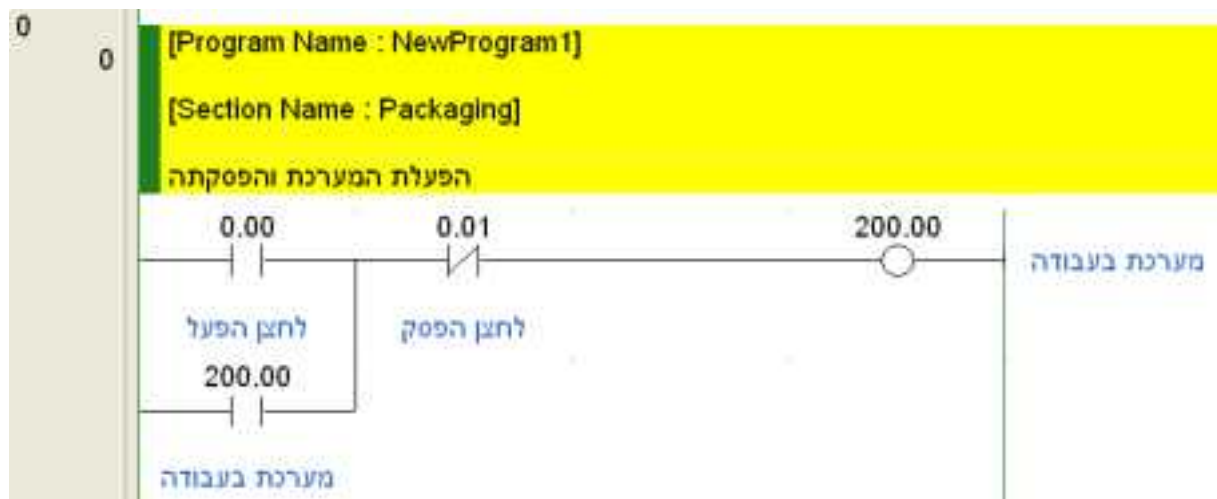 0
0
[Program Name : NewProgram1]
[Section Name : Packaging]
הפעלת המערכת והפסקתה
0.00 0.01 200.00
מערכת בעבודה
לחצן הפעל לחצן הפסק
200.00
מערכת בעבודה